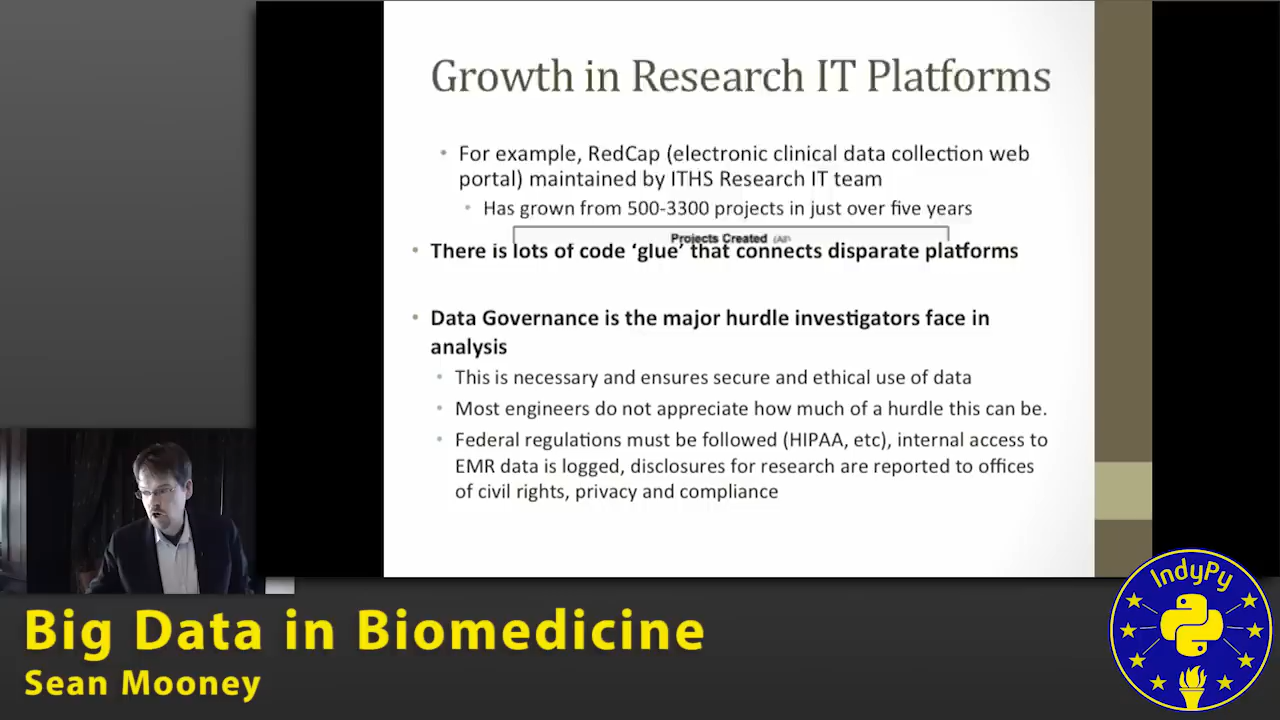 Growth in Research IT Platforms
For example, RedCap (electronic clinical data collection web
portal) maintained by ITHS Research IT team
Has grown from 500-3300 projects in just over five years
Projects Created (All)
There is lots of code ‘glue’ that connects disparate platforms
Data Governance is the major hurdle investigators face in
analysis
This is necessary and ensures secure and ethical use of data
Most engineers do not appreciate how much of a hurdle this can be.
Federal regulations must be followed (HIPAA, etc), internal access to
EMR data is logged, disclosures for research are reported to offices
of civil rights, privacy and compliance
Big Data in Biomedicine
Sean Mooney
IndyPy